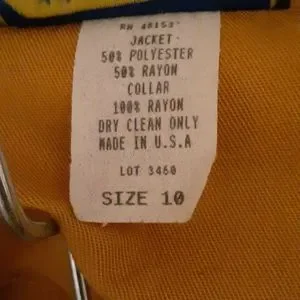 RN 48153
JACKET
50% POLYESTER
50% RAYON
COLLAR
100% RAYON
DRY CLEAN ONLY
MADE IN U.S.A
LOT 3460
SIZE 10